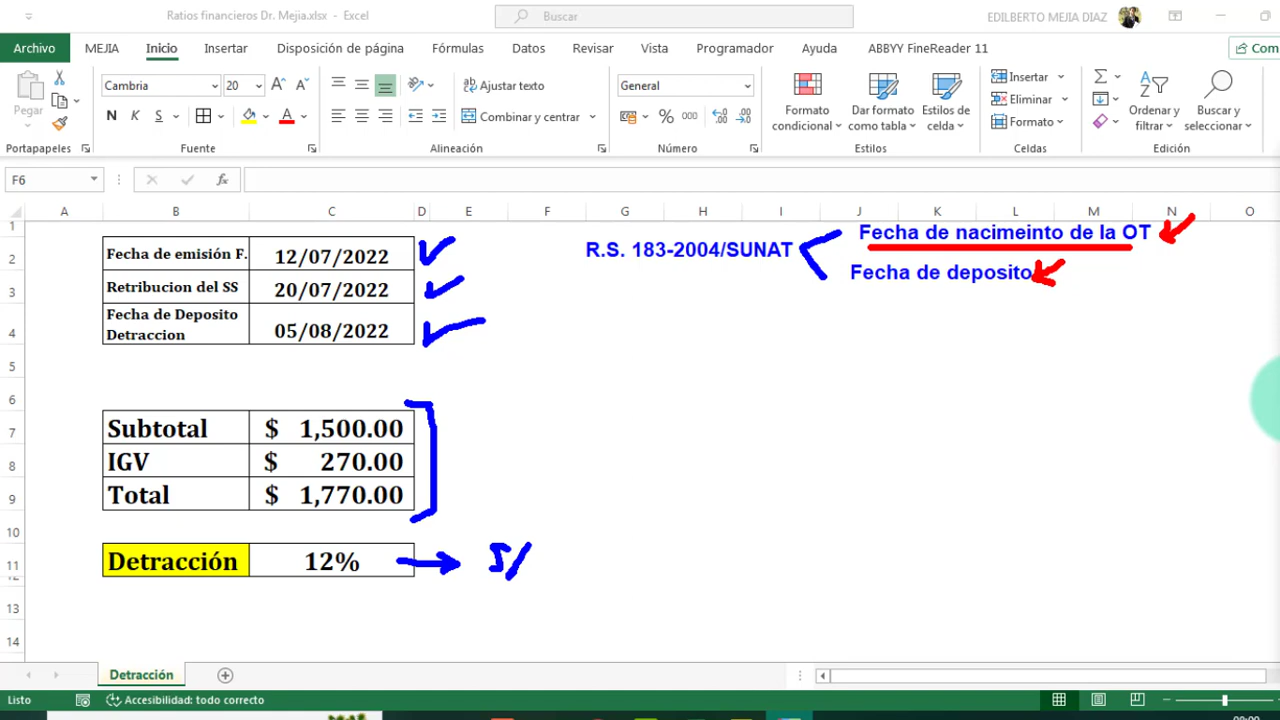 Ratios financieros Dr. Mejia.xlsx - Excel
Buscar
EDILBERTO MEJIA DIAZ
Archivo MEJIA Inicio Insertar Disposición de página Fórmulas Datos Revisar Vista Programador Ayuda ABBYY FineReader 11 Com
Pegar
Cambria 20
Ajustar texto
General
N K S
Combinar y centrar
% 000
Formato condicional
Dar formato como tabla
Estilos de celda
Insertar
Eliminar
Formato
Ordenar y filtrar
Buscar y seleccionar
Portapapeles Fuente Alineación Número Estilos Celdas Edición
F6 fx
A B C D E F G H I J K L M N O
1
2 Fecha de emisión F. 12/07/2022
R.S. 183-2004/SUNAT
Fecha de nacimeinto de la OT
Fecha de deposito
3 Retribucion del SS 20/07/2022
4 Fecha de Deposito
Detraccion 05/08/2022
5
6
7 Subtotal $ 1,500.00
8 IGV $ 270.00
9 Total $ 1,770.00
10
11 Detracción 12% S/
12
13
14
Detracción
Listo Accesibilidad: todo correcto